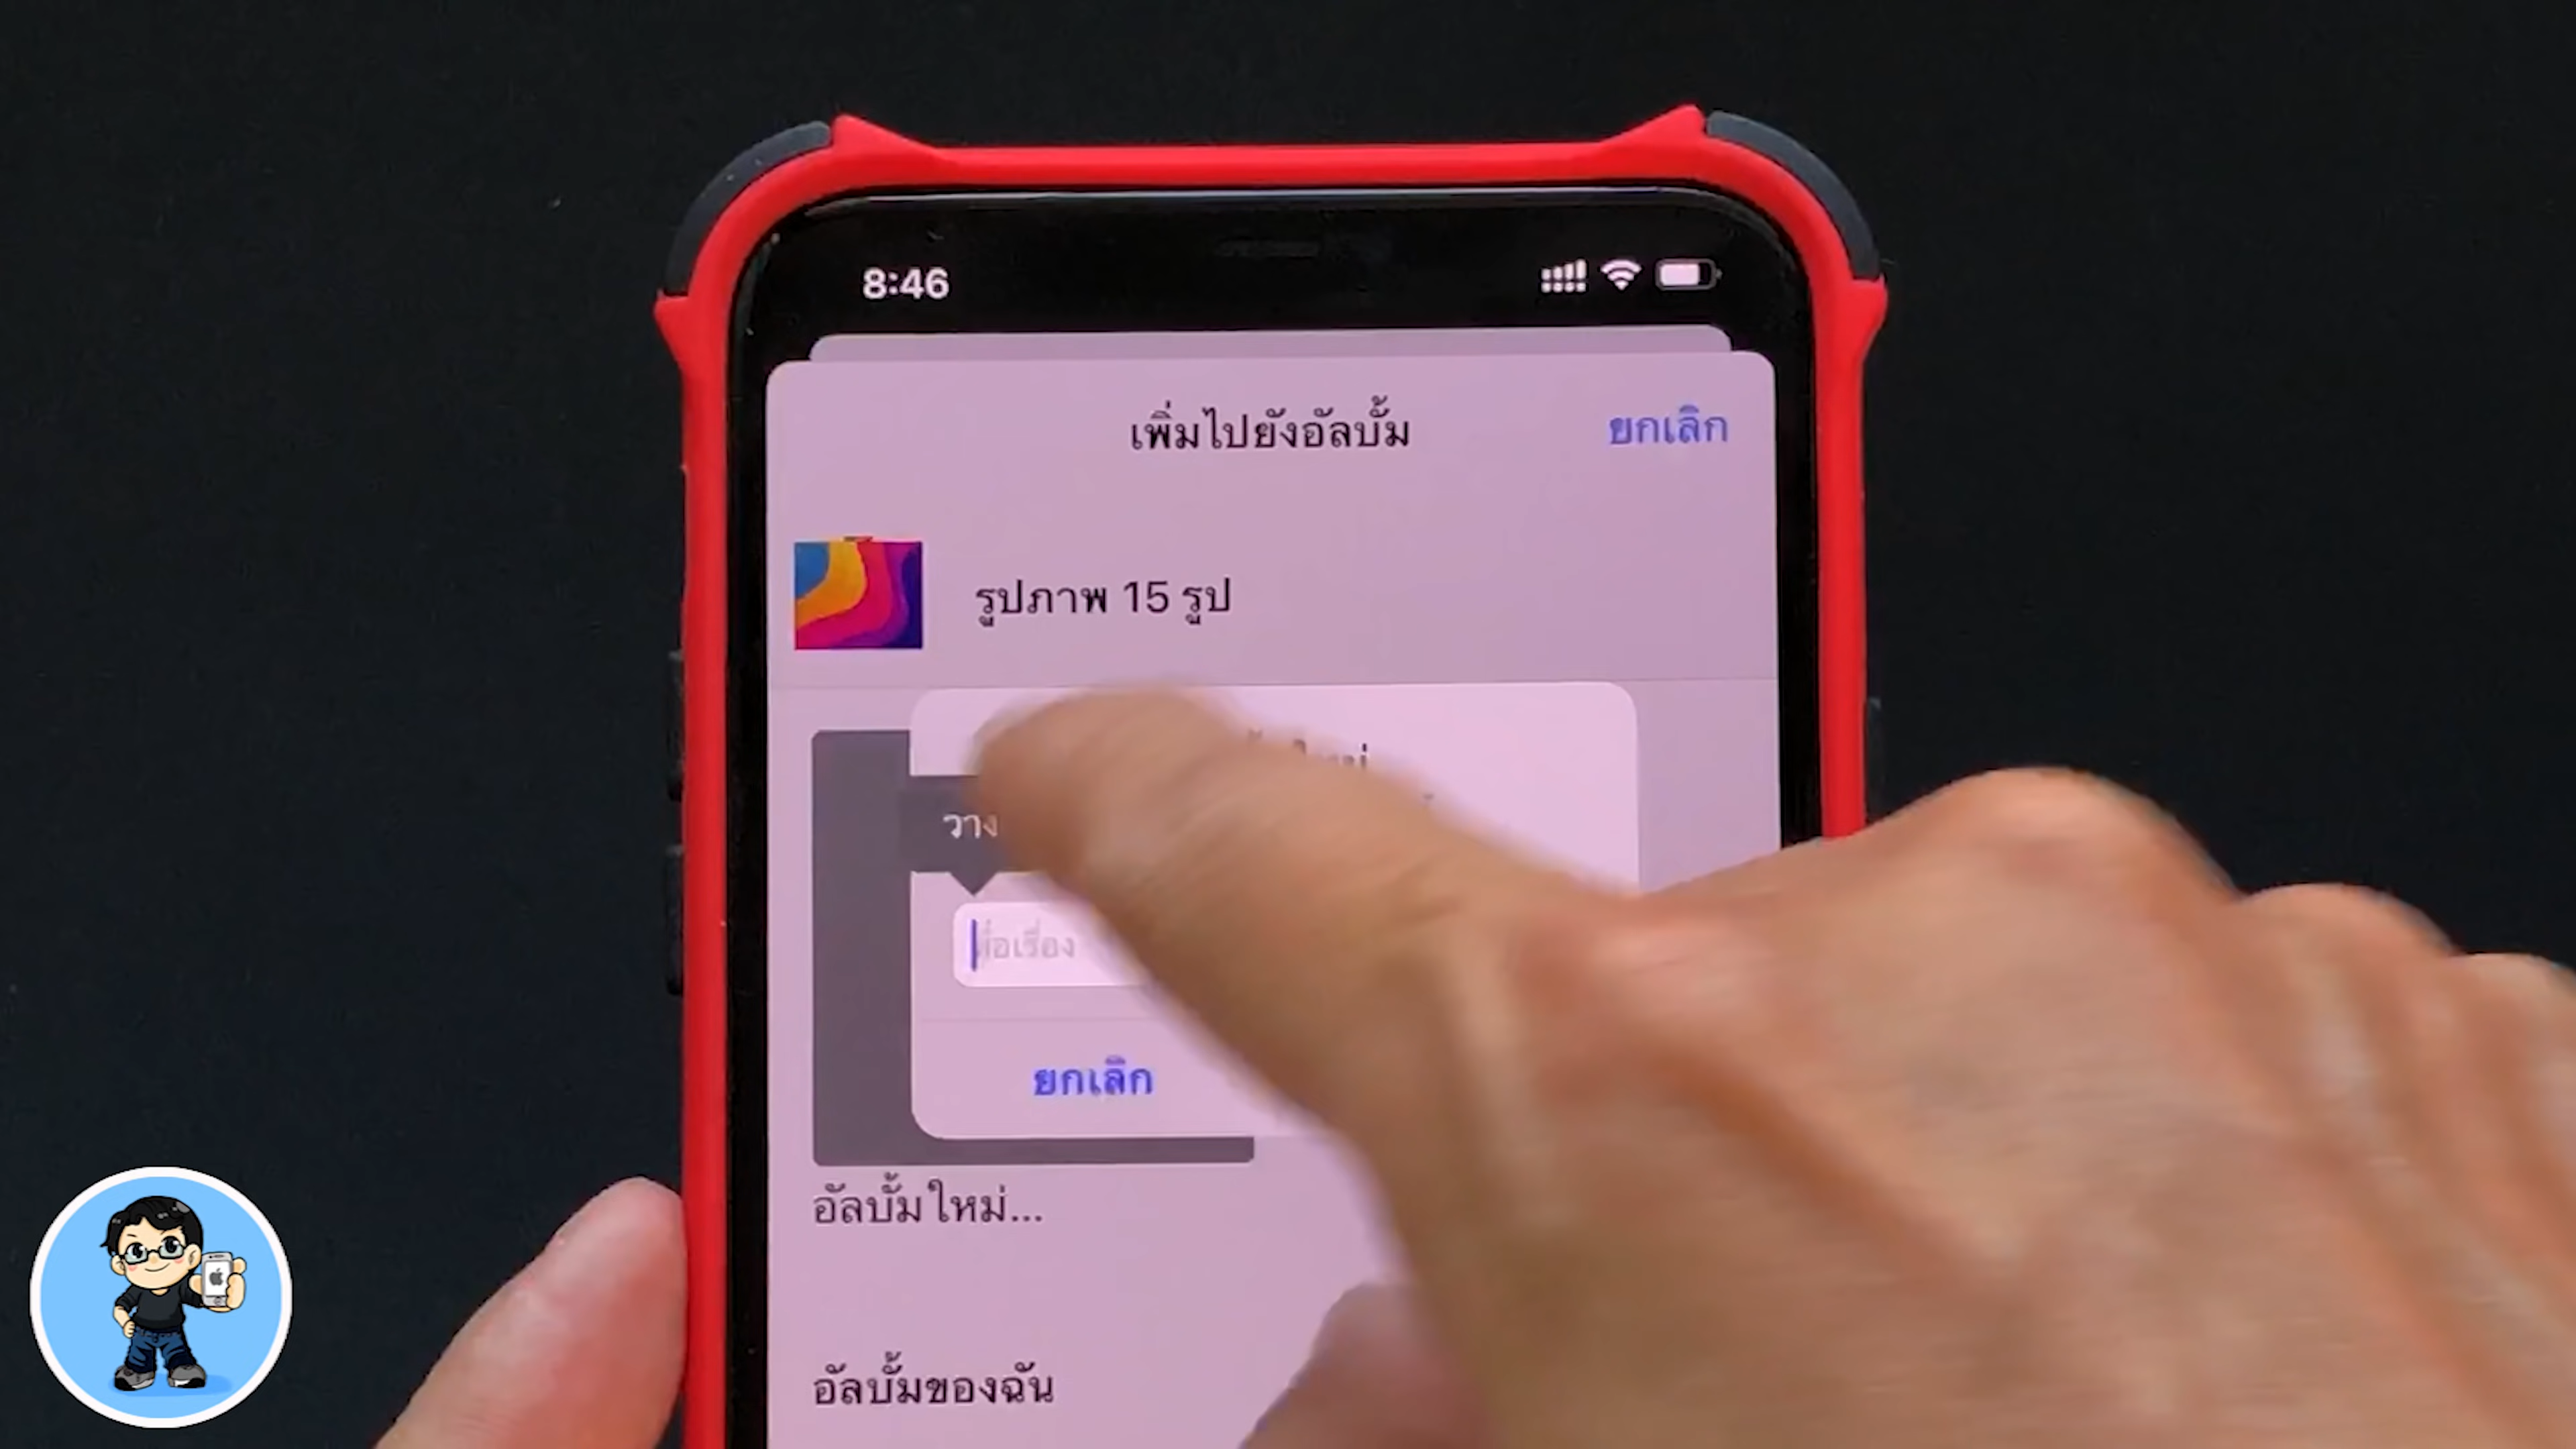 8:46
เพิ่มไปยังอัลบั้ม
ยกเลิก
รูปภาพ 15 รูป
วาง
ยกเลิก
อัลบั้มใหม่...
อัลบั้มของฉัน